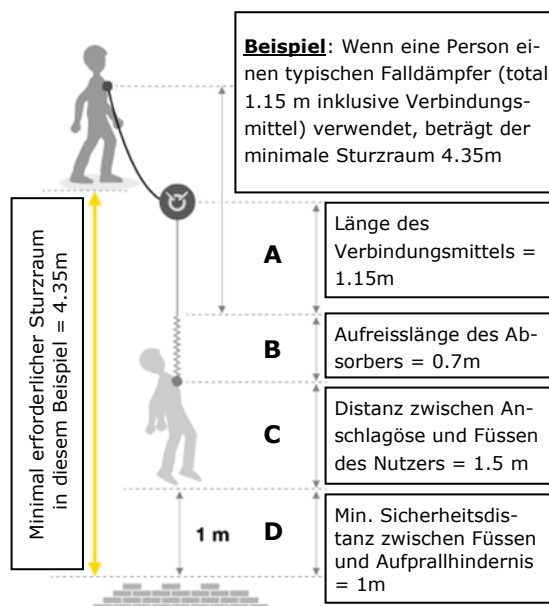 Beispiel: Wenn eine Person ei-
nen typischen Falldämpfer (total
1.15 m inklusive Verbindungs-
mittel) verwendet, beträgt der
minimale Sturzraum 4.35m
Minimal erforderlicher Sturzraum
in diesem Beispiel = 4.35m
A
Länge des
Verbindungsmittels =
1.15m
B
Aufreisslänge des Ab-
sorbers = 0.7m
C
Distanz zwischen An-
schlagöse und Füssen
des Nutzers = 1.5 m
1 m
D
Min. Sicherheitsdis-
tanz zwischen Füssen
und Aufprallhindernis
= 1m